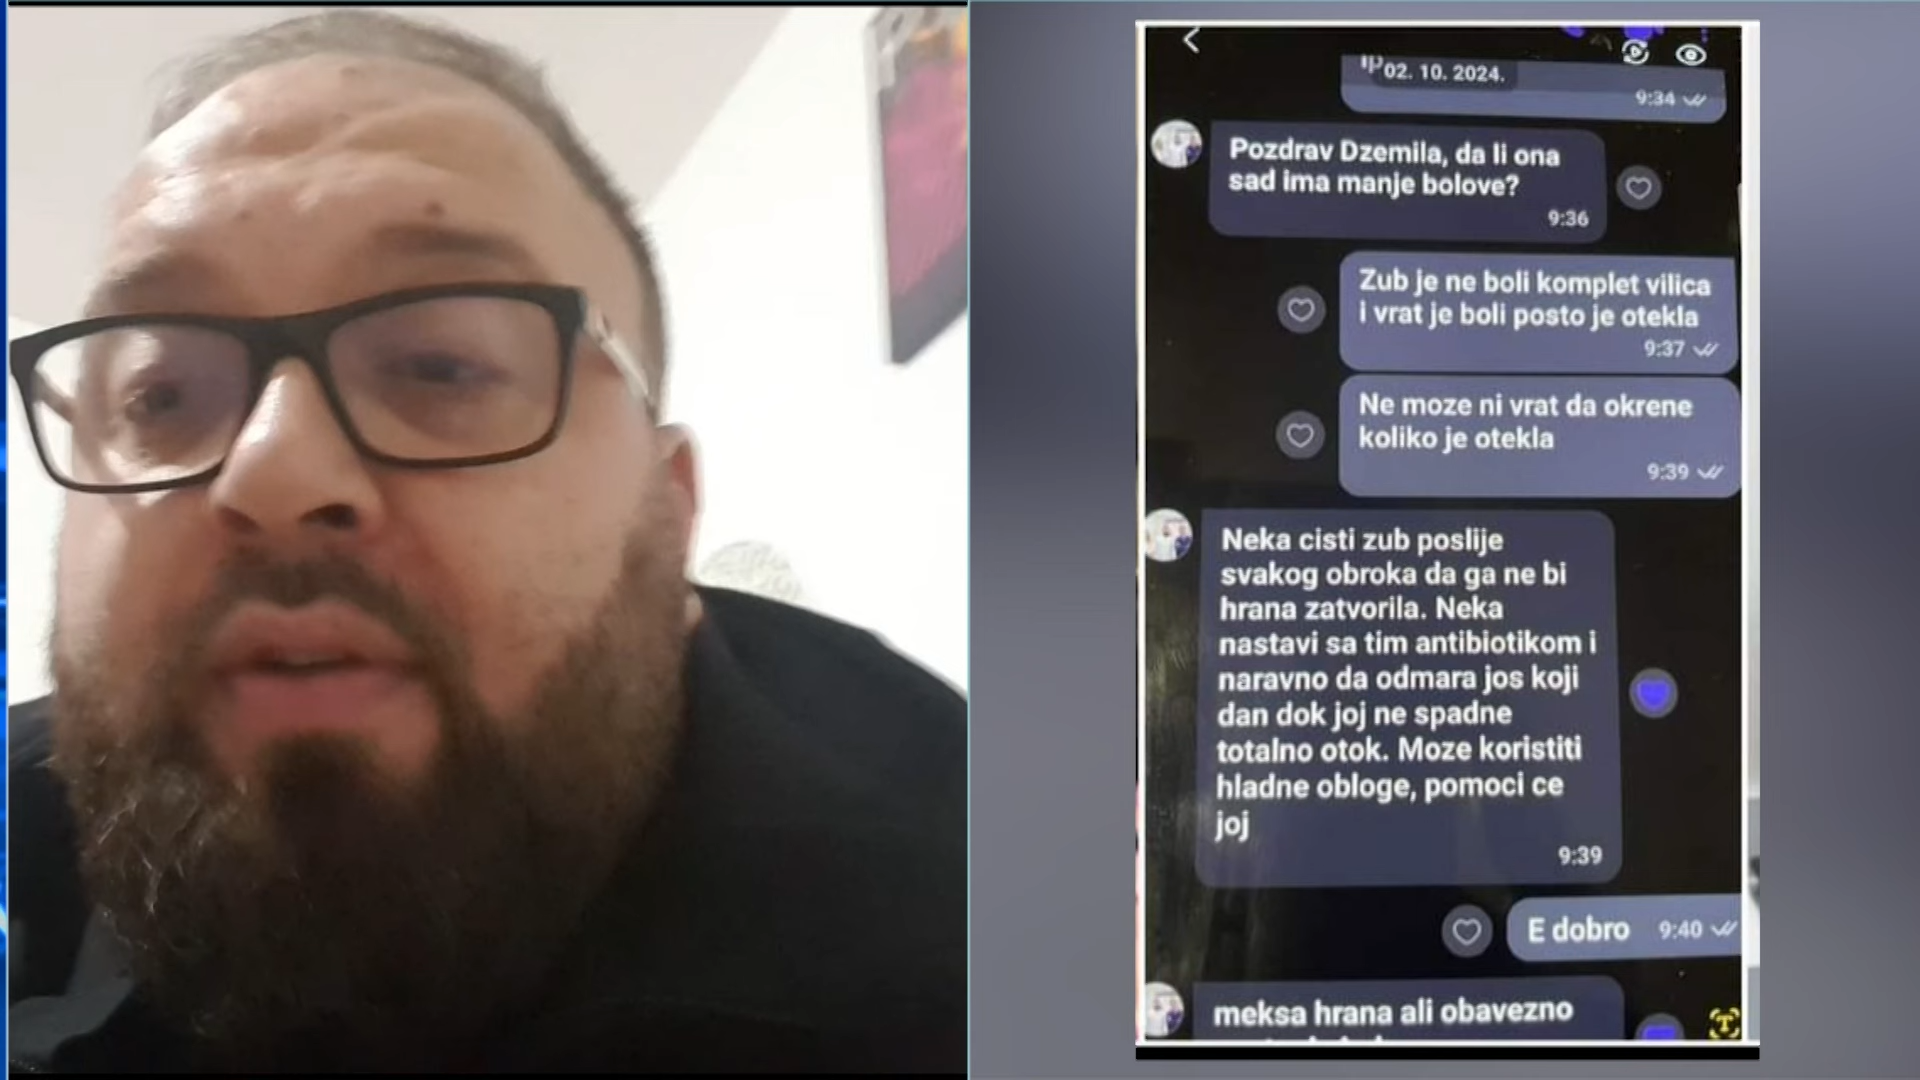 02. 10. 2024.
9:34
Pozdrav Dzemila, da li ona
sad ima manje bolove?
9:36
Zub je ne boli komplet vilica
i vrat je boli posto je otekla
9:37
Ne moze ni vrat da okrene
koliko je otekla
9:39
Neka cisti zub poslije
svakog obroka da ga ne bi
hrana zatvorila. Neka
nastavi sa tim antibiotikom i
naravno da odmara jos koji
dan dok joj ne spadne
totalno otok. Moze koristiti
hladne obloge, pomoci ce
joj
9:39
E dobro 9:40
meksa hrana ali obavezno